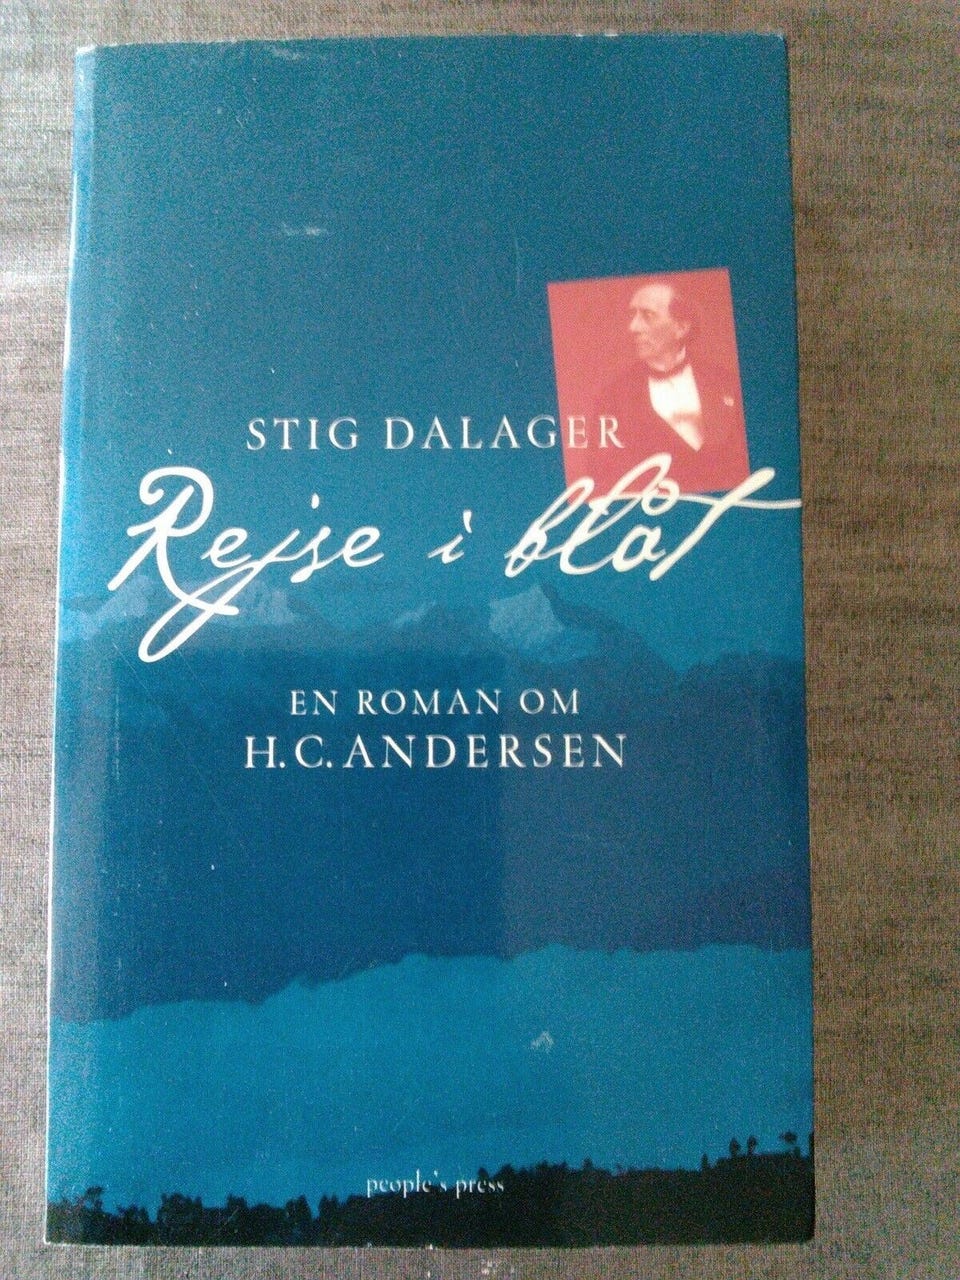 STIG DALAGER
Rejse i blåt
EN ROMAN OM
H.C. ANDERSEN
people's press